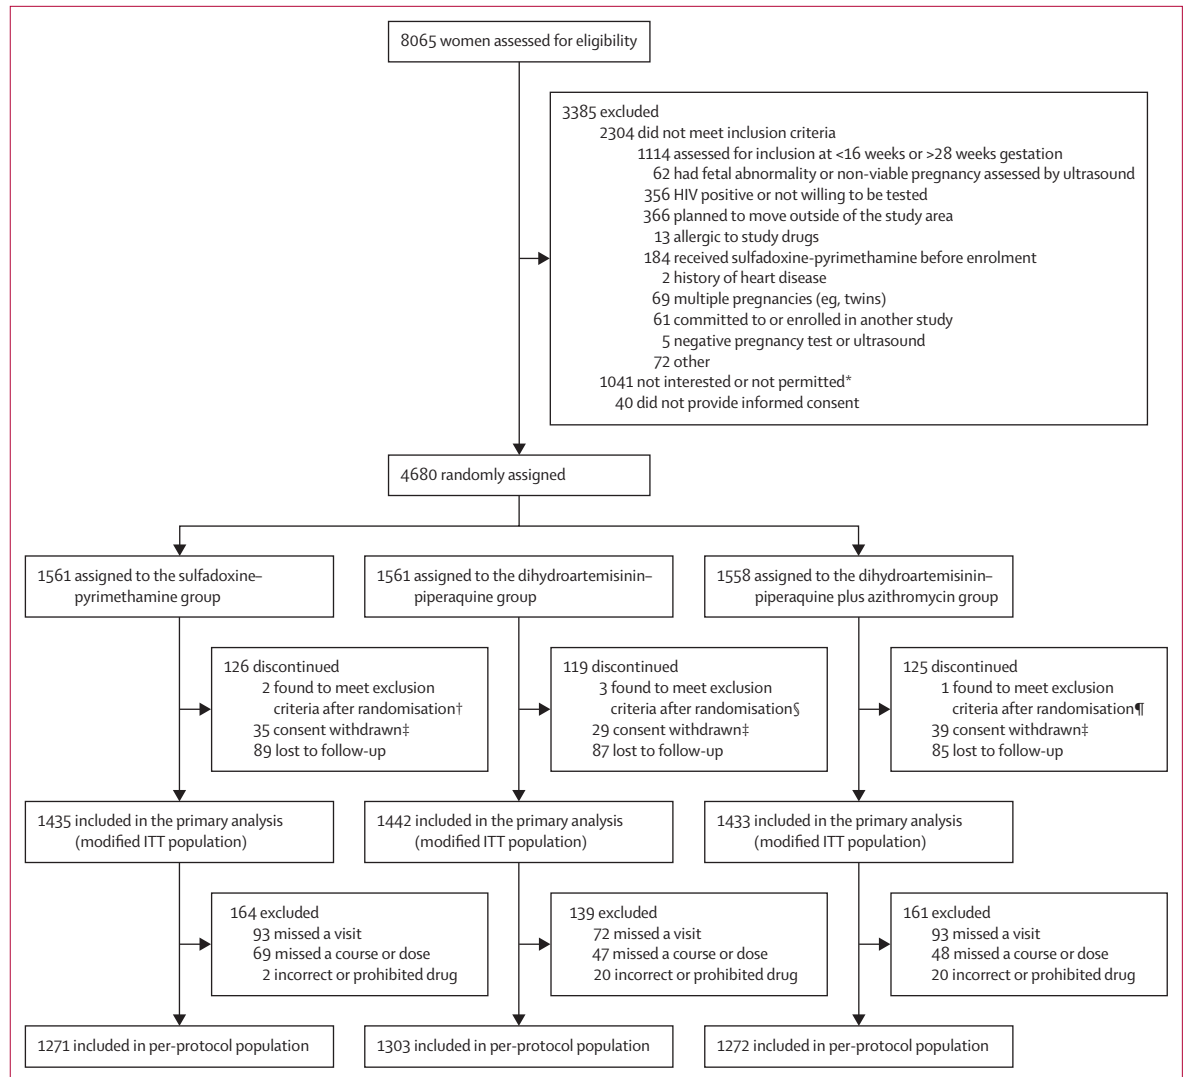 8065 women assessed for eligibility
3385 excluded
2304 did not meet inclusion criteria
1114 assessed for inclusion at <16 weeks or >28 weeks gestation
62 had fetal abnormality or non-viable pregnancy assessed by ultrasound
356 HIV positive or not willing to be tested
366 planned to move outside of the study area
13 allergic to study drugs
184 received sulfadoxine-pyrimethamine before enrolment
2 history of heart disease
69 multiple pregnancies (eg, twins)
61 committed to or enrolled in another study
5 negative pregnancy test or ultrasound
72 other
1041 not interested or not permitted*
40 did not provide informed consent
4680 randomly assigned
1561 assigned to the sulfadoxine–
pyrimethamine group
1561 assigned to the dihydroartemisinin–
piperaquine group
1558 assigned to the dihydroartemisinin–
piperaquine plus azithromycin group
126 discontinued
2 found to meet exclusion
criteria after randomisation†
35 consent withdrawn‡
89 lost to follow-up
119 discontinued
3 found to meet exclusion
criteria after randomisation§
29 consent withdrawn‡
87 lost to follow-up
125 discontinued
1 found to meet exclusion
criteria after randomisation¶
39 consent withdrawn‡
85 lost to follow-up
1435 included in the primary analysis
(modified ITT population)
1442 included in the primary analysis
(modified ITT population)
1433 included in the primary analysis
(modified ITT population)
164 excluded
93 missed a visit
69 missed a course or dose
2 incorrect or prohibited drug
139 excluded
72 missed a visit
47 missed a course or dose
20 incorrect or prohibited drug
161 excluded
93 missed a visit
48 missed a course or dose
20 incorrect or prohibited drug
1271 included in per-protocol population
1303 included in per-protocol population
1272 included in per-protocol population